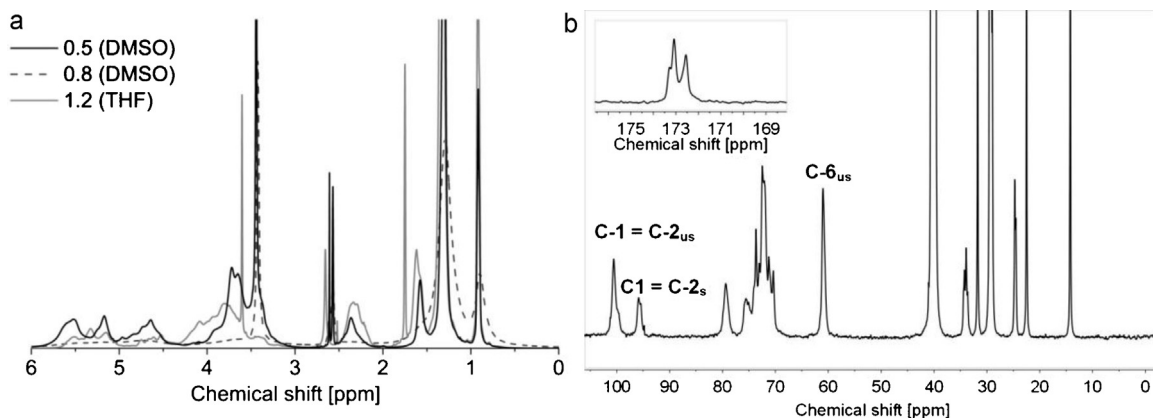 a
0.5 (DMSO)
0.8 (DMSO)
1.2 (THF)
6 5 4 3 2 1 0
Chemical shift [ppm]
b
175 173 171 169
Chemical shift [ppm]
C-6us
C-1 = C-2us
C1 = C-2s
100 90 80 70 60 50 40 30 20 10 0
Chemical shift [ppm]